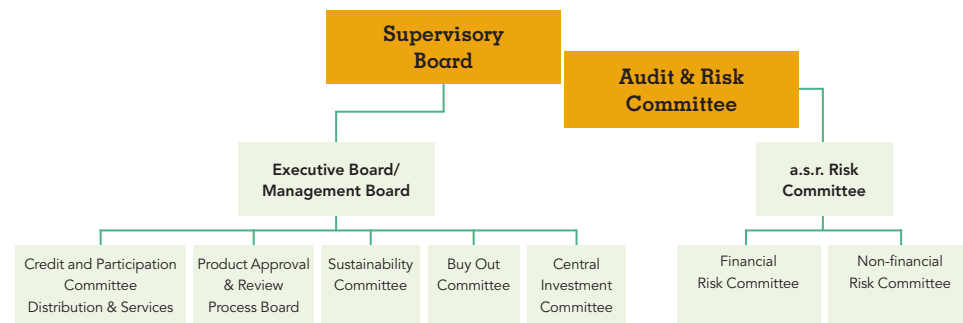 Supervisory
Board
Audit & Risk
Committee
Executive Board/
Management Board
a.s.r. Risk
Committee
Credit and Participation
Committee
Distribution & Services
Product Approval
& Review
Process Board
Sustainability
Committee
Buy Out
Committee
Central
Investment
Committee
Financial
Risk Committee
Non-financial
Risk Committee